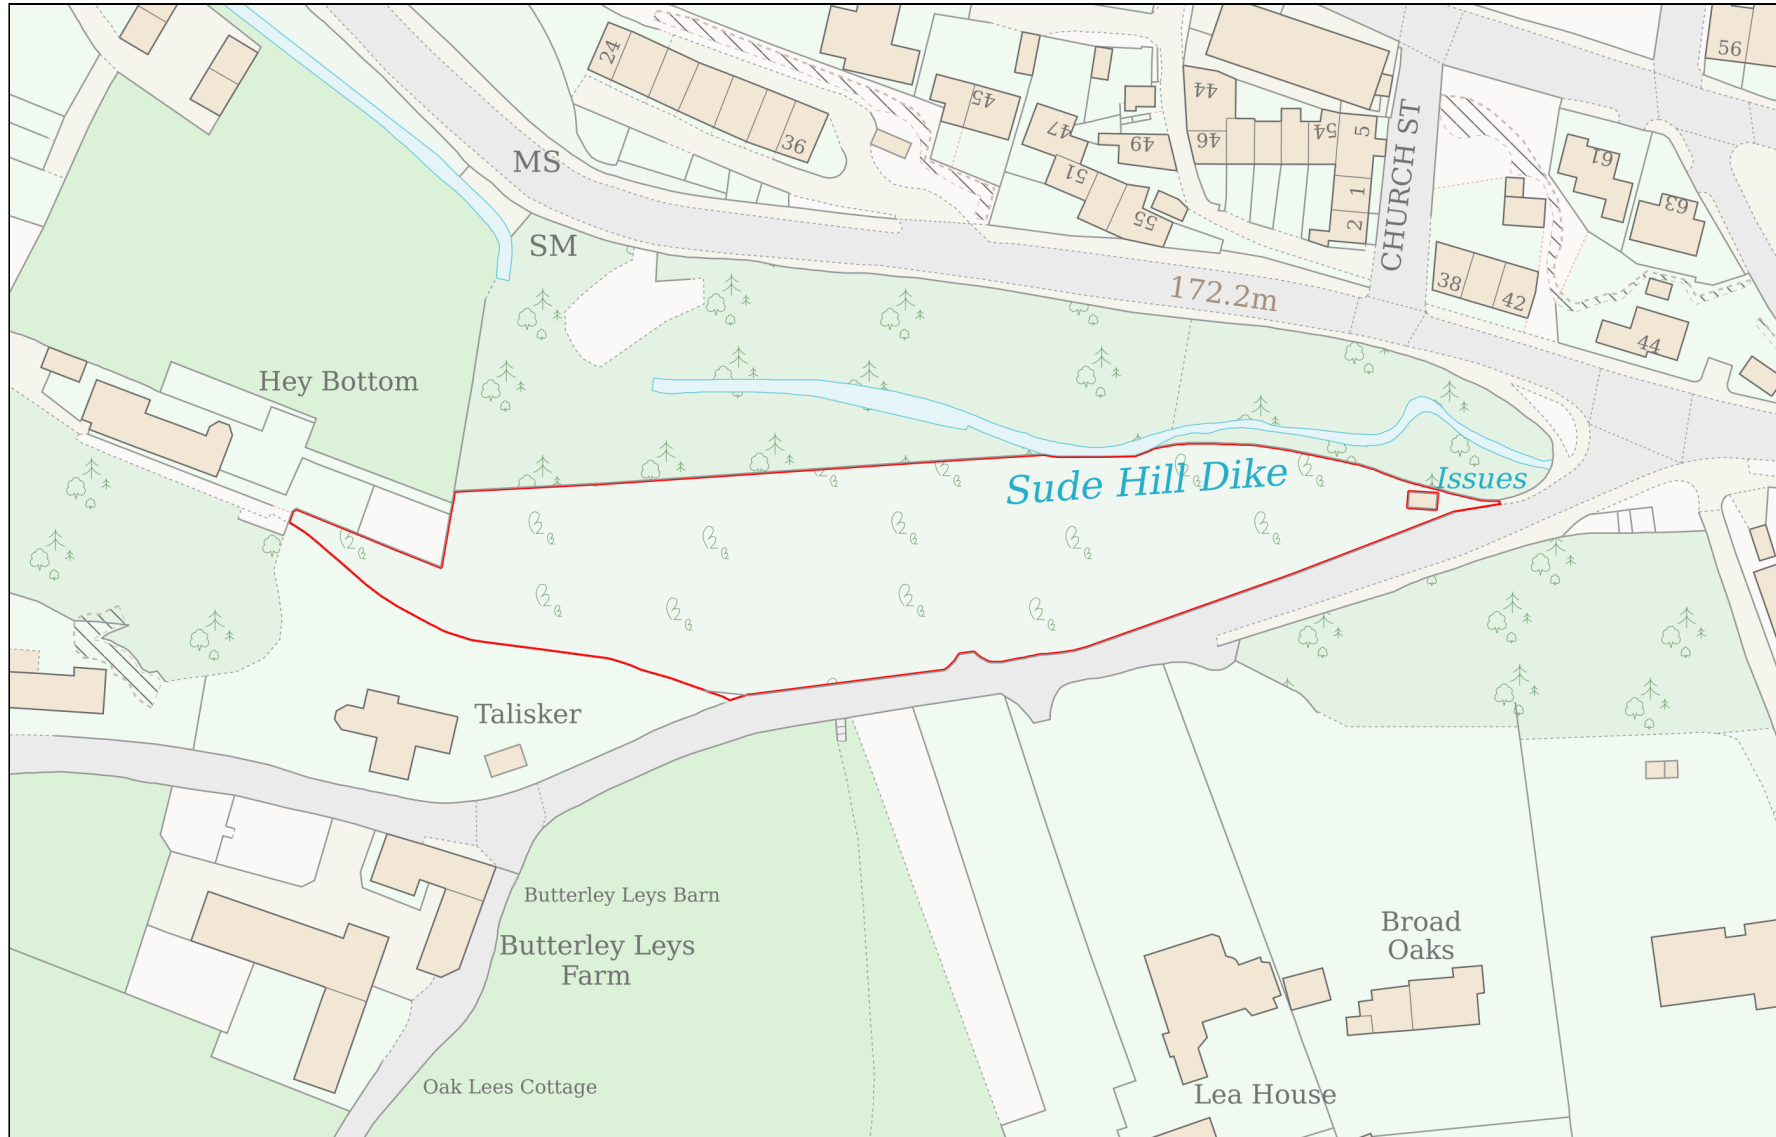 56
24
45
44
36
47
49
46
54
5
CHURCH ST
61
MS
51
1
63
55
2
SM
38
42
172.2m
44
Hey Bottom
Sude Hill Dike
Issues
Talisker
Butterley Leys Barn
Butterley Leys
Farm
Broad
Oaks
Oak Lees Cottage
Lea House